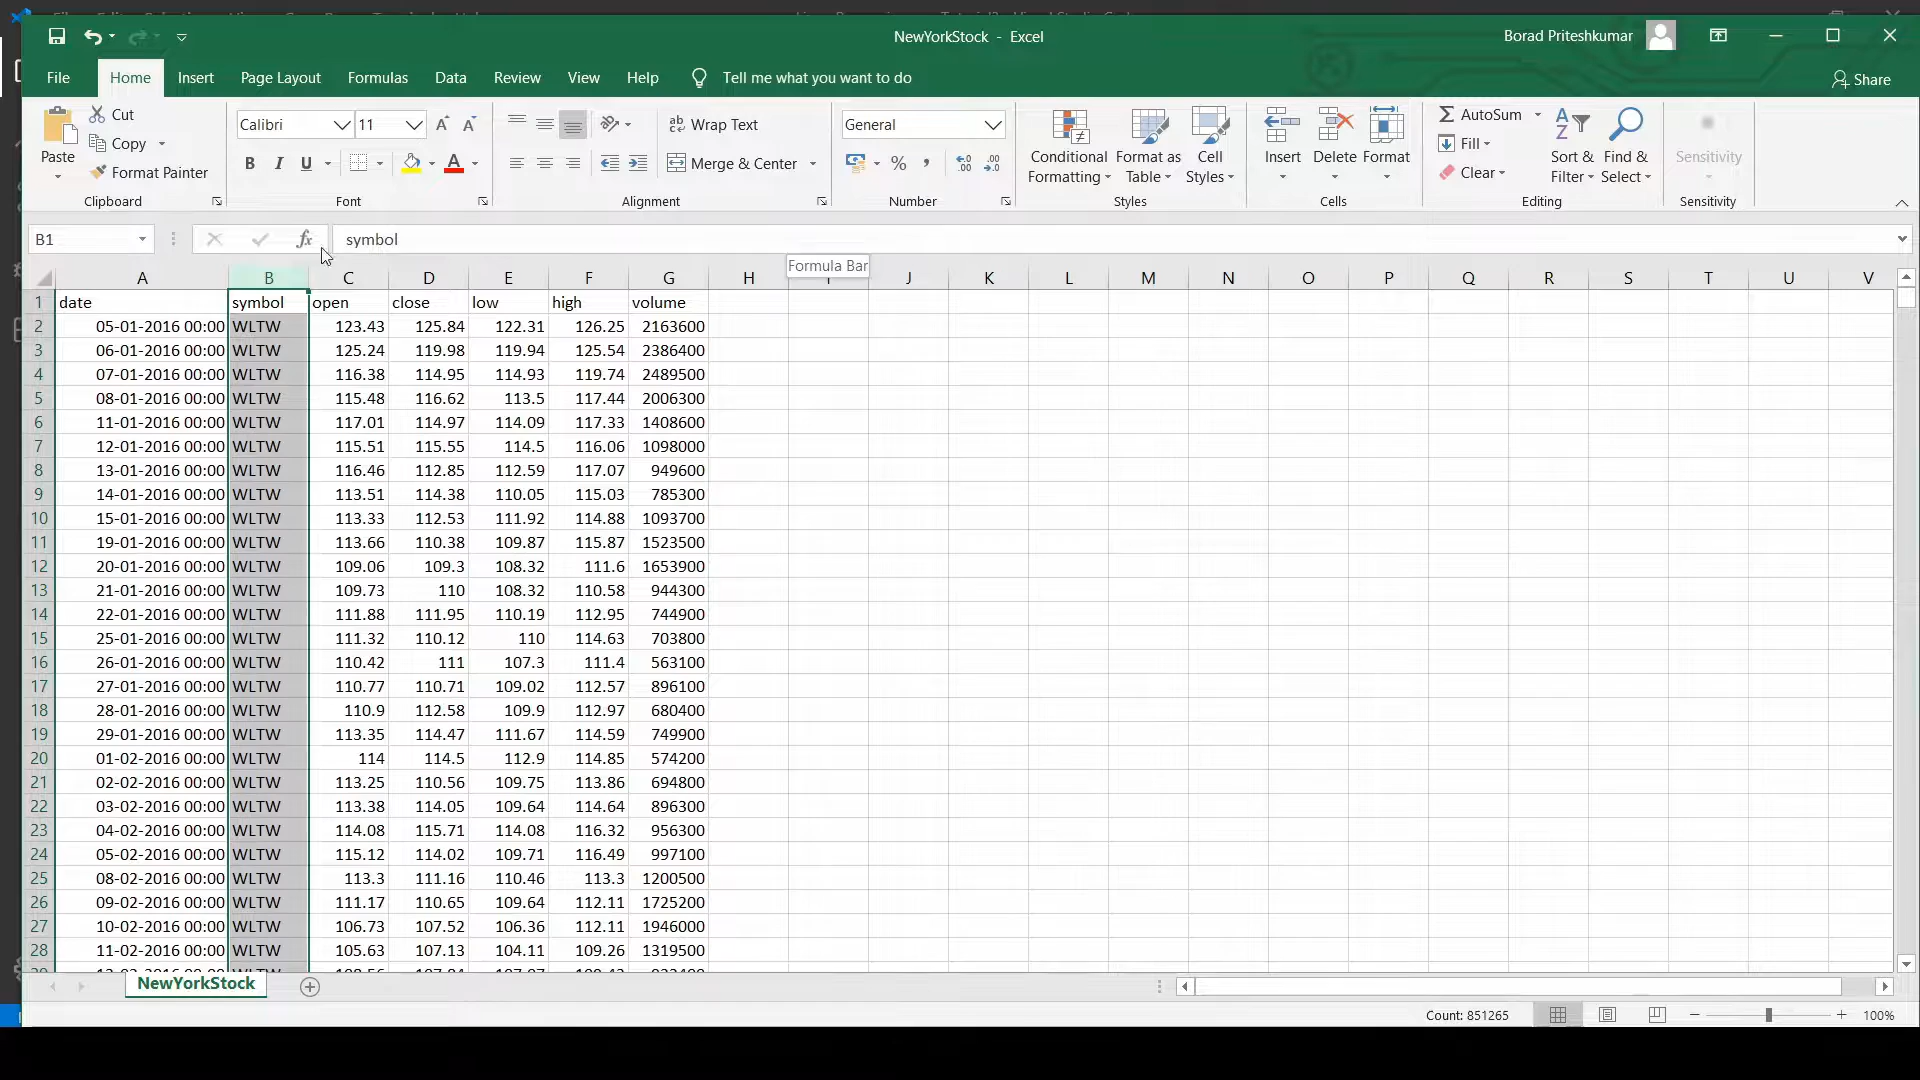 NewYorkStock - Excel
Borad Priteshkumar
File Home Insert Page Layout Formulas Data Review View Help Tell me what you want to do Share
Paste Cut
Copy
Format Painter
Clipboard
Calibri 11
B I U
Font
Wrap Text
Merge & Center
Alignment
General
Number
Conditional Formatting
Format as Table
Cell Styles
Styles
Insert Delete Format
Cells
AutoSum
Fill
Clear
Sort & Filter
Find & Select
Editing
Sensitivity
Sensitivity
B1 fx symbol
Formula Bar
A B C D E F G H J K L M N O P Q R S T U V
1 date symbol open close low high volume
2 05-01-2016 00:00 WLTW 123.43 125.84 122.31 126.25 2163600
3 06-01-2016 00:00 WLTW 125.24 119.98 119.94 125.54 2386400
4 07-01-2016 00:00 WLTW 116.38 114.95 114.93 119.74 2489500
5 08-01-2016 00:00 WLTW 115.48 116.62 113.5 117.44 2006300
6 11-01-2016 00:00 WLTW 117.01 114.97 114.09 117.33 1408600
7 12-01-2016 00:00 WLTW 115.51 115.55 114.5 116.06 1098000
8 13-01-2016 00:00 WLTW 116.46 112.85 112.59 117.07 949600
9 14-01-2016 00:00 WLTW 113.51 114.38 110.05 115.03 785300
10 15-01-2016 00:00 WLTW 113.33 112.53 111.92 114.88 1093700
11 19-01-2016 00:00 WLTW 113.66 110.38 109.87 115.87 1523500
12 20-01-2016 00:00 WLTW 109.06 109.3 108.32 111.6 1653900
13 21-01-2016 00:00 WLTW 109.73 110 108.32 110.58 944300
14 22-01-2016 00:00 WLTW 111.88 111.95 110.19 112.95 744900
15 25-01-2016 00:00 WLTW 111.32 110.12 110 114.63 703800
16 26-01-2016 00:00 WLTW 110.42 111 107.3 111.4 563100
17 27-01-2016 00:00 WLTW 110.77 110.71 109.02 112.57 896100
18 28-01-2016 00:00 WLTW 110.9 112.58 109.9 112.97 680400
19 29-01-2016 00:00 WLTW 113.35 114.47 111.67 114.59 749900
20 01-02-2016 00:00 WLTW 114 114.5 112.9 114.85 574200
21 02-02-2016 00:00 WLTW 113.25 110.56 109.75 113.86 694800
22 03-02-2016 00:00 WLTW 113.38 114.05 109.64 114.64 896300
23 04-02-2016 00:00 WLTW 114.08 115.71 114.08 116.32 956300
24 05-02-2016 00:00 WLTW 115.12 114.02 109.71 116.49 997100
25 08-02-2016 00:00 WLTW 113.3 111.16 110.46 113.3 1200500
26 09-02-2016 00:00 WLTW 111.17 110.65 109.64 112.11 1725200
27 10-02-2016 00:00 WLTW 106.73 107.52 106.36 112.11 1946000
28 11-02-2016 00:00 WLTW 105.63 107.13 104.11 109.26 1319500
NewYorkStock
Count: 851265 100%